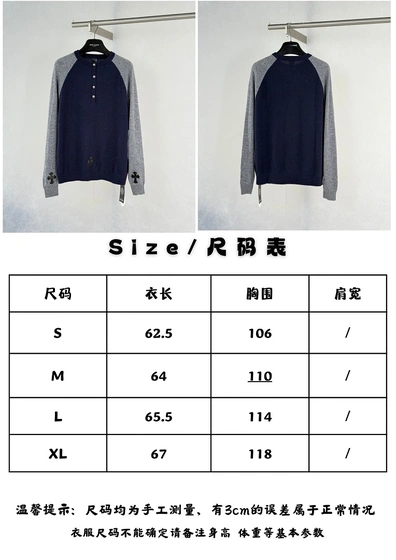 Size/尺码表
尺码 衣长 胸围 肩宽
S 62.5 106 /
M 64 110 /
L 65.5 114 /
XL 67 118 /
温馨提示: 尺码均为手工测量、有3cm的误差属于正常情况
衣服尺码不能确定请备注身高 体重等基本参数